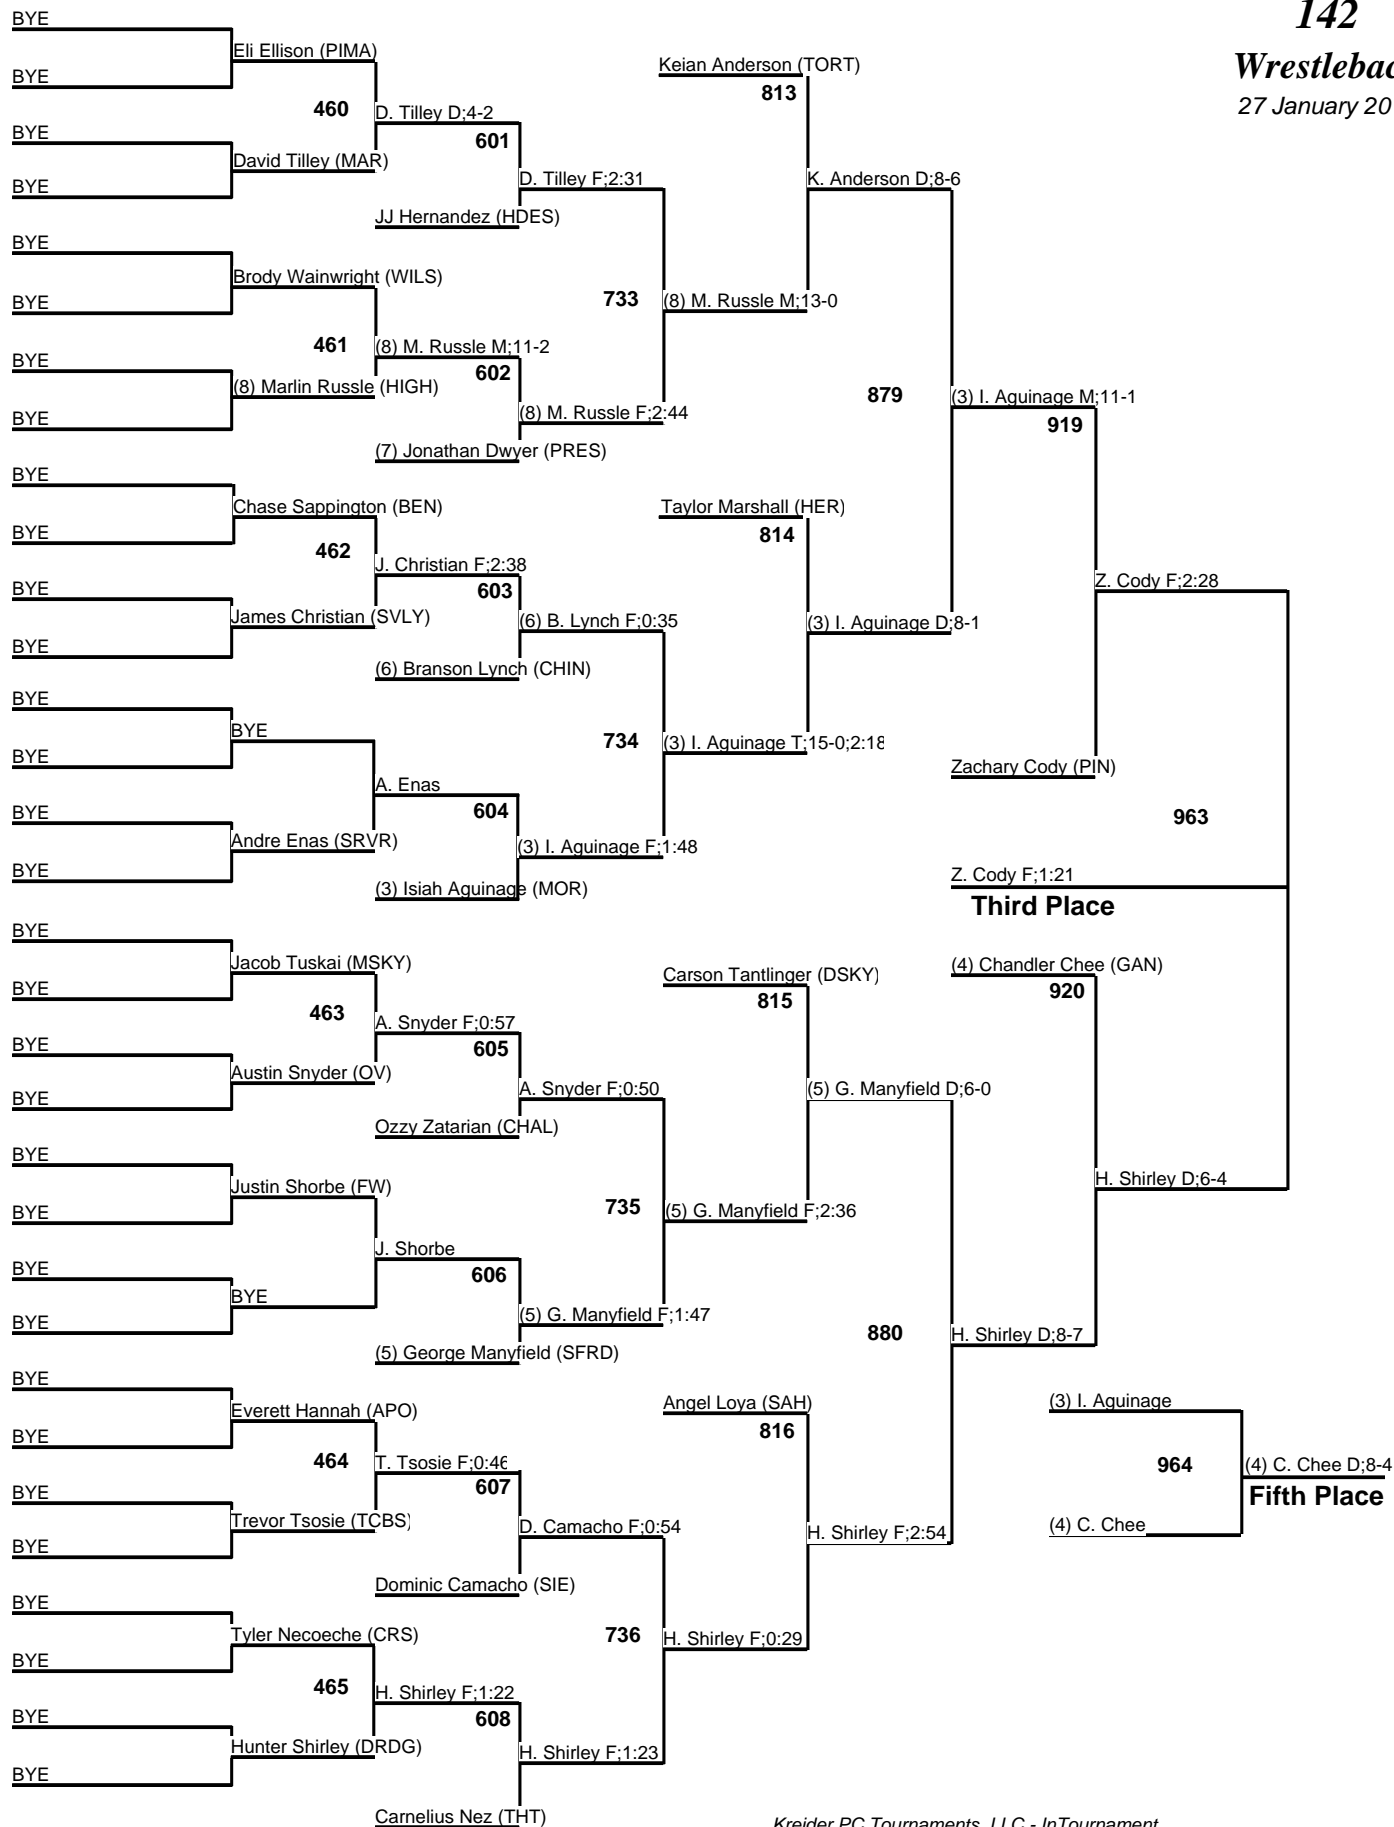 142
Wrestlebac
27 January 20
BYE
Eli Ellison (PIMA)
BYE
Keian Anderson (TORT)
813
460
D. Tilley D;4-2
601
BYE
David Tilley (MAR)
BYE
D. Tilley F;2:31
K. Anderson D;8-6
JJ Hernandez (HDES)
BYE
Brody Wainwright (WILS)
BYE
733
(8) M. Russle M;13-0
461
(8) M. Russle M;11-2
602
BYE
(8) Marlin Russle (HIGH)
BYE
(8) M. Russle F;2:44
879
(3) I. Aguinage M;11-1
919
(7) Jonathan Dwyer (PRES)
BYE
Chase Sappington (BEN)
BYE
Taylor Marshall (HER)
814
462
J. Christian F;2:38
603
Z. Cody F;2:28
BYE
James Christian (SVLY)
BYE
(6) B. Lynch F;0:35
(3) I. Aguinage D;8-1
(6) Branson Lynch (CHIN)
BYE
BYE
BYE
734
(3) I. Aguinage T;15-0;2:18
Zachary Cody (PIN)
A. Enas
604
963
BYE
Andre Enas (SRVR)
BYE
(3) I. Aguinage F;1:48
(3) Isiah Aguinage (MOR)
Z. Cody F;1:21
Third Place
BYE
Jacob Tuskai (MSKY)
BYE
Carson Tantlinger (DSKY)
815
(4) Chandler Chee (GAN)
920
463
A. Snyder F;0:57
605
BYE
Austin Snyder (OV)
BYE
A. Snyder F;0:50
(5) G. Manyfield D;6-0
Ozzy Zatarian (CHAL)
BYE
Justin Shorbe (FW)
BYE
735
(5) G. Manyfield F;2:36
H. Shirley D;6-4
J. Shorbe
606
BYE
BYE
BYE
(5) G. Manyfield F;1:47
880
H. Shirley D;8-7
(5) George Manyfield (SFRD)
BYE
Everett Hannah (APO)
BYE
Angel Loya (SAH)
816
(3) I. Aguinage
464
T. Tsosie F;0:46
607
964
(4) C. Chee D;8-4
Fifth Place
BYE
Trevor Tsosie (TCBS)
BYE
D. Camacho F;0:54
H. Shirley F;2:54
(4) C. Chee
Dominic Camacho (SIE)
BYE
Tyler Necoeche (CRS)
BYE
736
H. Shirley F;0:29
465
H. Shirley F;1:22
608
BYE
Hunter Shirley (DRDG)
BYE
H. Shirley F;1:23
Carnelius Nez (THT)
Kreider PC Tournaments, LLC - InTournament